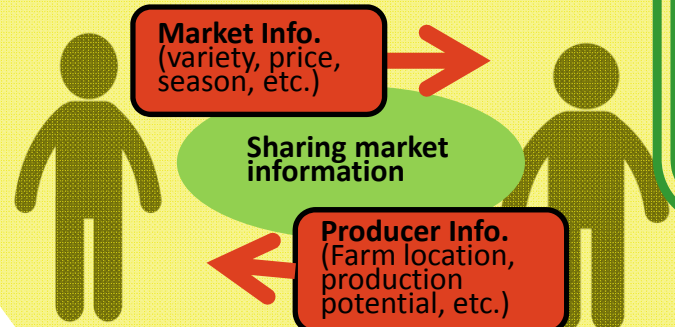 Market Info.
(variety, price,
season, etc.)
Sharing market
information
Producer Info.
(Farm location,
production
potential, etc.)